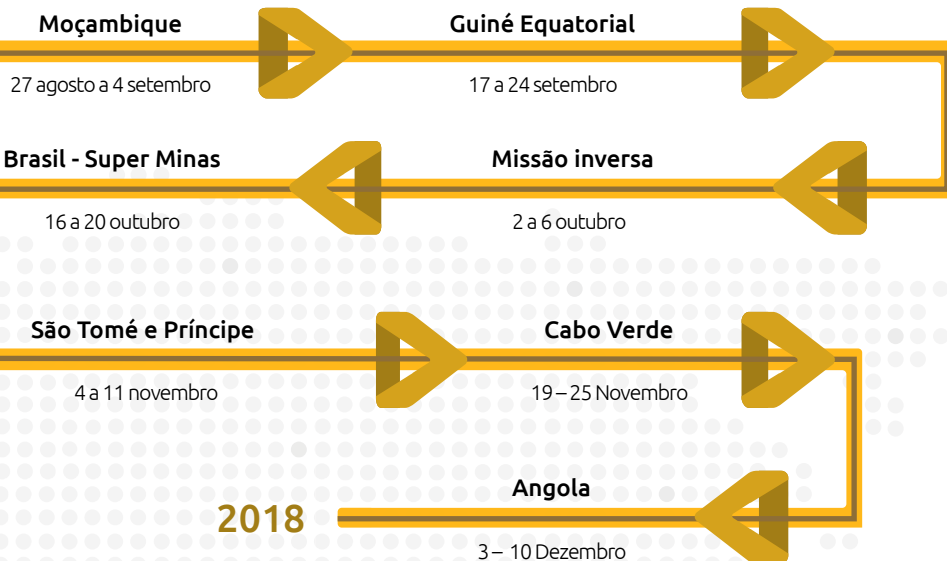 Moçambique
27 agosto a 4 setembro
Guiné Equatorial
17 a 24 setembro
Missão inversa
2 a 6 outubro
Brasil - Super Minas
16 a 20 outubro
São Tomé e Príncipe
4 a 11 novembro
Cabo Verde
19 – 25 Novembro
Angola
3 – 10 Dezembro
2018